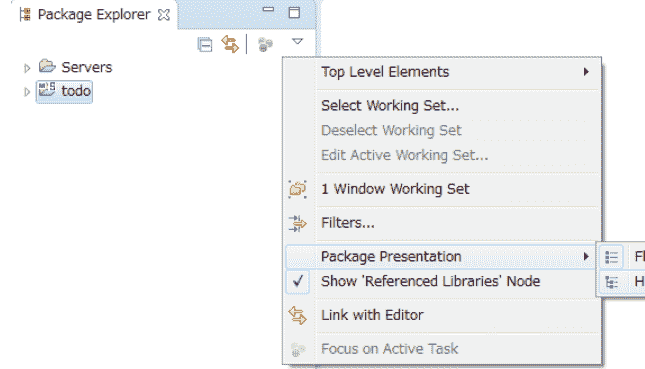 Package Explorer
Servers
todo
Top Level Elements
Select Working Set...
Deselect Working Set
Edit Active Working Set...
1 Window Working Set
Filters...
Package Presentation
Fl
Show 'Referenced Libraries' Node
H
Link with Editor
Focus on Active Task